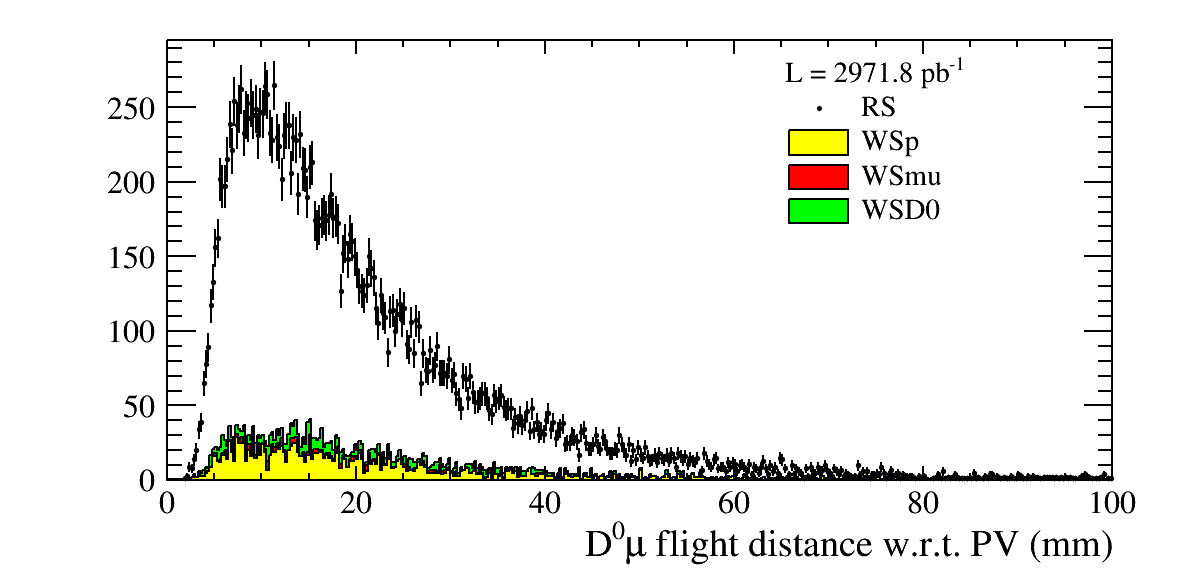 L = 2971.8 pb⁻¹
RS
WSp
WSmu
WSD0
250
200
150
100
50
0
0 20 40 60 80 100
D⁰μ flight distance w.r.t. PV (mm)